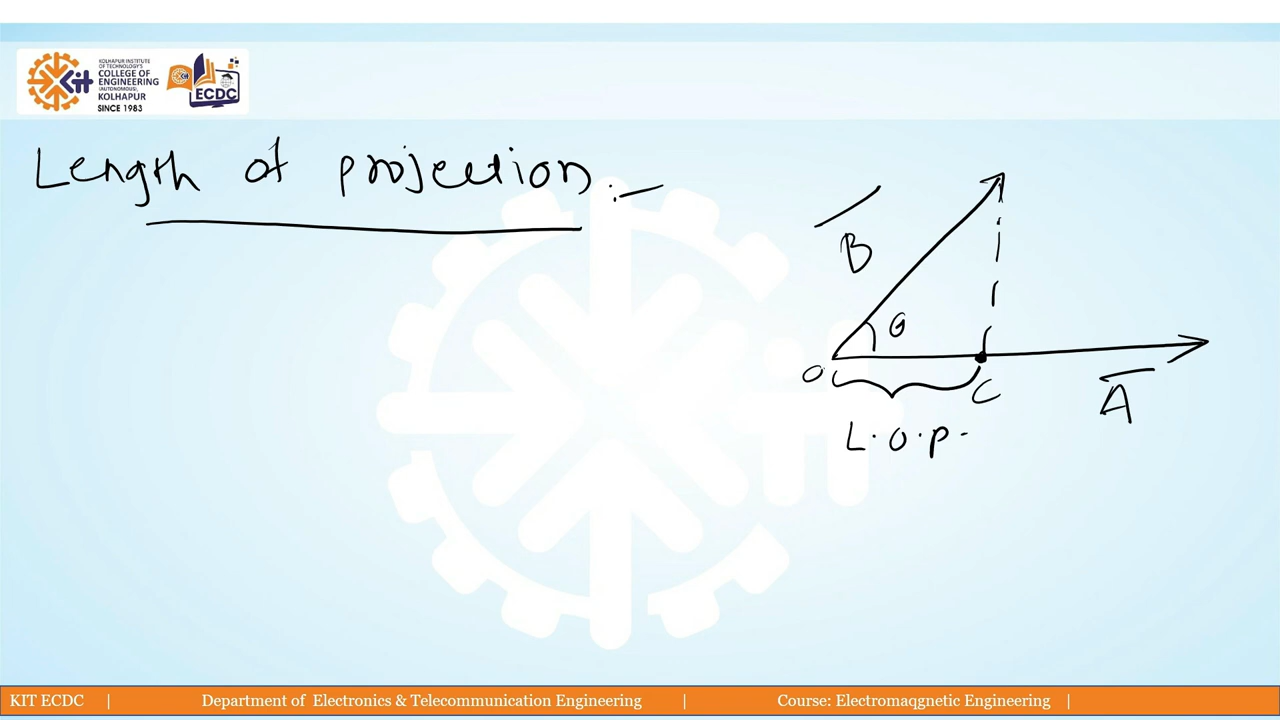 KOLHAPUR INSTITUTE
OF TECHNOLOGY'S
COLLEGE OF
ENGINEERING
(AUTONOMOUS),
KOLHAPUR
SINCE 1983
KIT
ECDC
Length of projection :-
B
θ
O
C
A
L.O.P.
KIT ECDC | Department of Electronics & Telecommunication Engineering | Course: Electromaqgnetic Engineering |